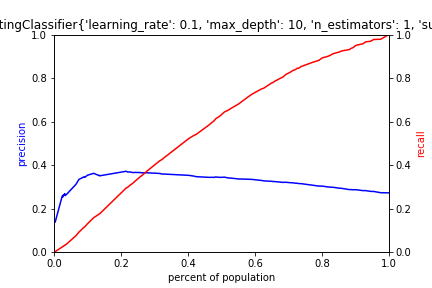 tingClassifier{'learning_rate': 0.1, 'max_depth': 10, 'n_estimators': 1, 'su
1.0 1.0
0.8 0.8
precision recall
0.6 0.6
0.4 0.4
0.2 0.2
0.0 0.0
0.0 0.2 0.4 0.6 0.8 1.0
percent of population